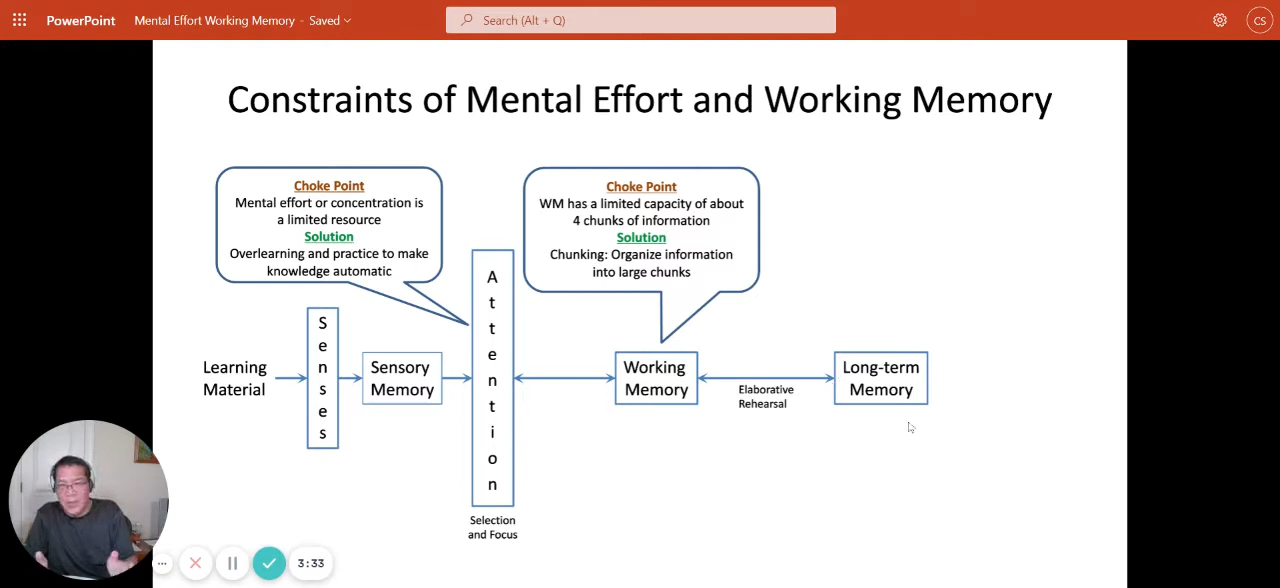 PowerPoint Mental Effort Working Memory - Saved
Search (Alt + Q)
CS
Constraints of Mental Effort and Working Memory
Choke Point
Mental effort or concentration is
a limited resource
Solution
Overlearning and practice to make
knowledge automatic
Choke Point
WM has a limited capacity of about
4 chunks of information
Solution
Chunking: Organize information
into large chunks
Learning
Material
Senses
Sensory
Memory
Attention
Selection
and Focus
Working
Memory
Elaborative
Rehearsal
Long-term
Memory
3:33